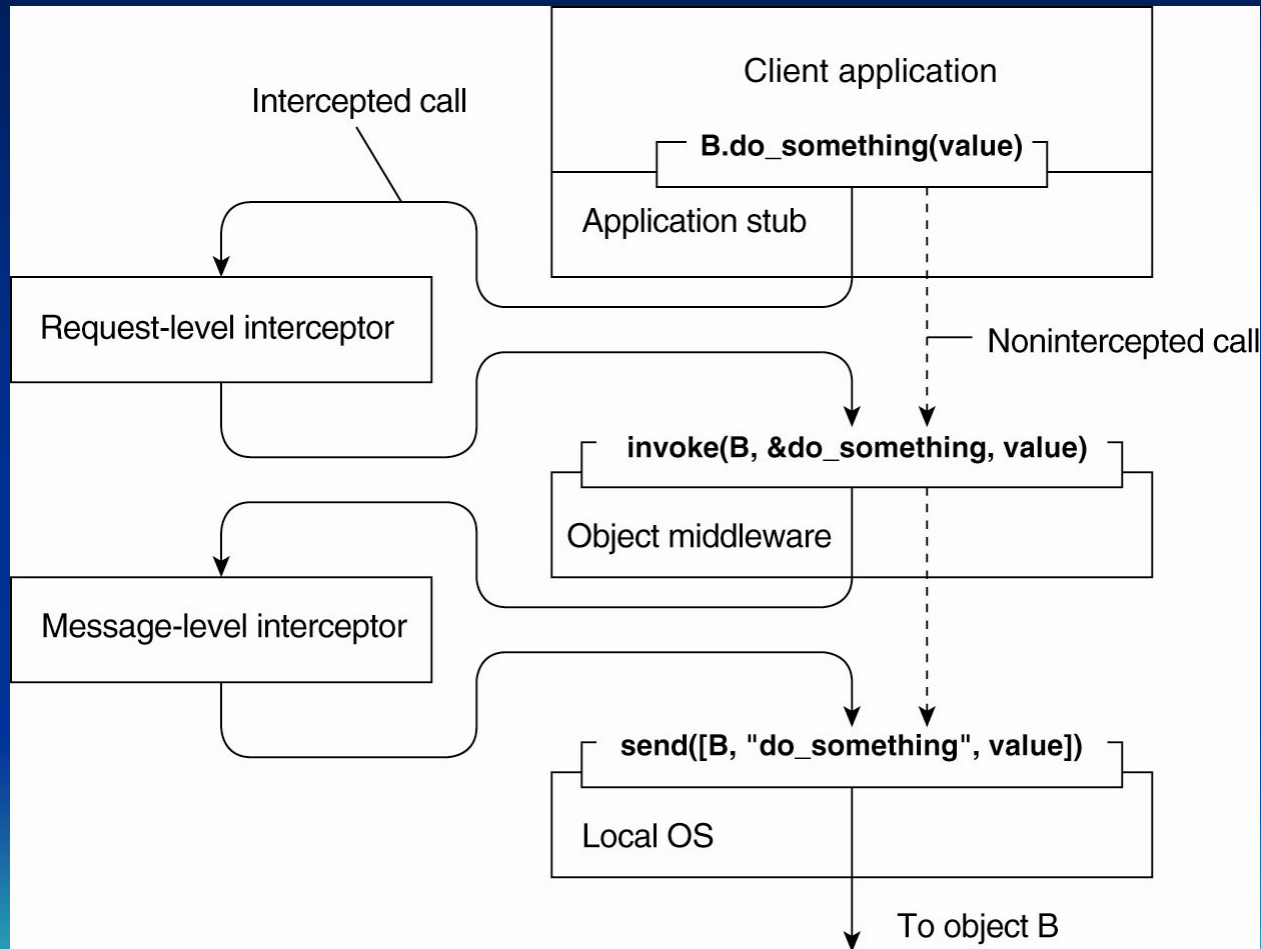 Client application
Intercepted call
B.do_something(value)
Application stub
Request-level interceptor
Nonintercepted call
invoke(B, &do_something, value)
Object middleware
Message-level interceptor
send([B, "do_something", value])
Local OS
To object B